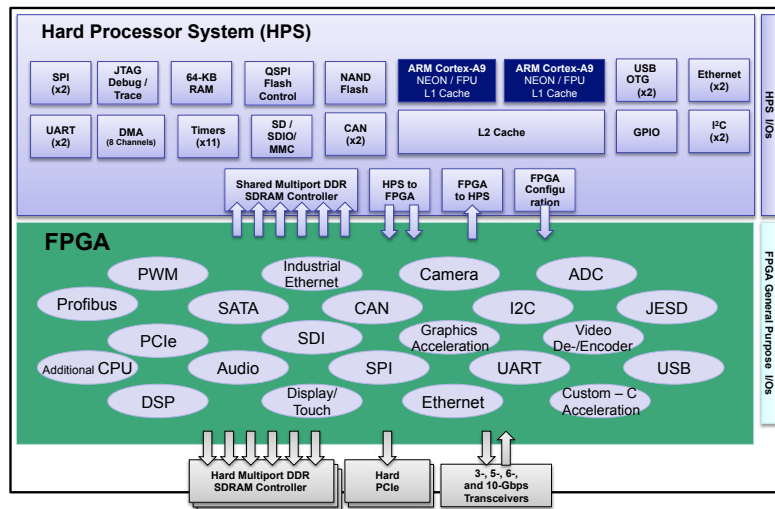 Hard Processor System (HPS)
SPI
(x2)
JTAG
Debug /
Trace
64-KB
RAM
QSPI
Flash
Control
NAND
Flash
ARM Cortex-A9
NEON / FPU
L1 Cache
ARM Cortex-A9
NEON / FPU
L1 Cache
USB
OTG
(x2)
Ethernet
(x2)
UART
(x2)
DMA
(8 Channels)
Timers
(x11)
SD /
SDIO/
MMC
CAN
(x2)
L2 Cache
GPIO
I²C
(x2)
HPS I/Os
Shared Multiport DDR
SDRAM Controller
HPS to
FPGA
FPGA
to HPS
FPGA
Configu
ration
FPGA
PWM
Industrial
Ethernet
Camera
ADC
Profibus
SATA
CAN
I2C
JESD
PCIe
SDI
Graphics
Acceleration
Video
De-/Encoder
Additional CPU
Audio
SPI
UART
USB
DSP
Display/
Touch
Ethernet
Custom – C
Acceleration
FPGA General Purpose I/Os
Hard Multiport DDR
SDRAM Controller
Hard
PCIe
3-, 5-, 6-,
and 10-Gbps
Transceivers